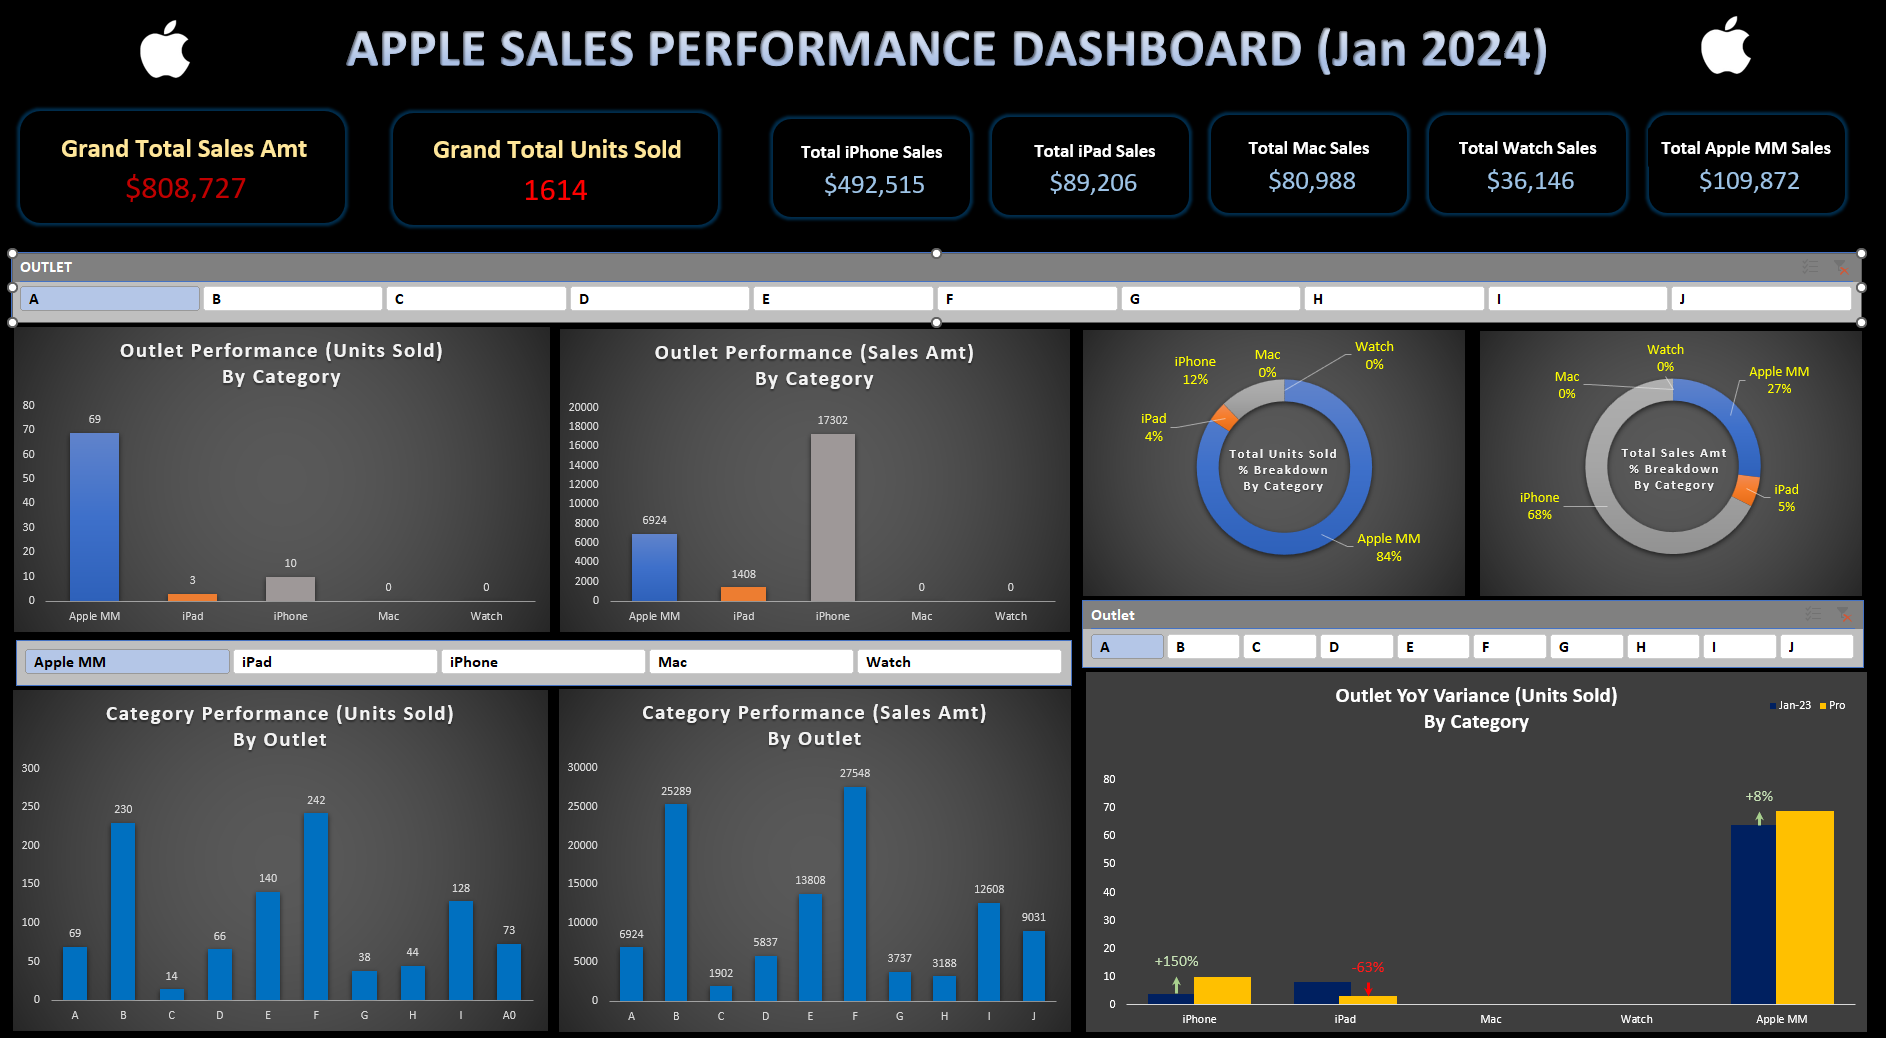 APPLE SALES PERFORMANCE DASHBOARD (Jan 2024)
Grand Total Sales Amt
$808,727
Grand Total Units Sold
1614
Total iPhone Sales
$492,515
Total iPad Sales
$89,206
Total Mac Sales
$80,988
Total Watch Sales
$36,146
Total Apple MM Sales
$109,872
OUTLET
A B C D E F G H I J
Outlet Performance (Units Sold)
By Category
80
70
60
50
40
30
20
10
0
69
3
10
0
0
Apple MM iPad iPhone Mac Watch
Outlet Performance (Sales Amt)
By Category
20000
18000
16000
14000
12000
10000
8000
6000
4000
2000
0
6924
1408
17302
0
0
Apple MM iPad iPhone Mac Watch
Watch
0%
Mac
0%
iPhone
12%
iPad
4%
Total Units Sold
% Breakdown
By Category
Apple MM
84%
Watch
0%
Mac
0%
Apple MM
27%
Total Sales Amt
% Breakdown
By Category
iPhone
68%
iPad
5%
Apple MM iPad iPhone Mac Watch
Outlet
A B C D E F G H I J
Category Performance (Units Sold)
By Outlet
300
250
200
150
100
50
0
69
230
14
66
140
242
38
44
128
73
A B C D E F G H I A0
Category Performance (Sales Amt)
By Outlet
30000
25000
20000
15000
10000
5000
0
6924
25289
1902
5837
13808
27548
3737
3188
12608
9031
A B C D E F G H I J
Outlet YoY Variance (Units Sold)
By Category
Jan-23 Pro
80
70
60
50
40
30
20
10
0
+150%
-63%
+8%
iPhone iPad Mac Watch Apple MM